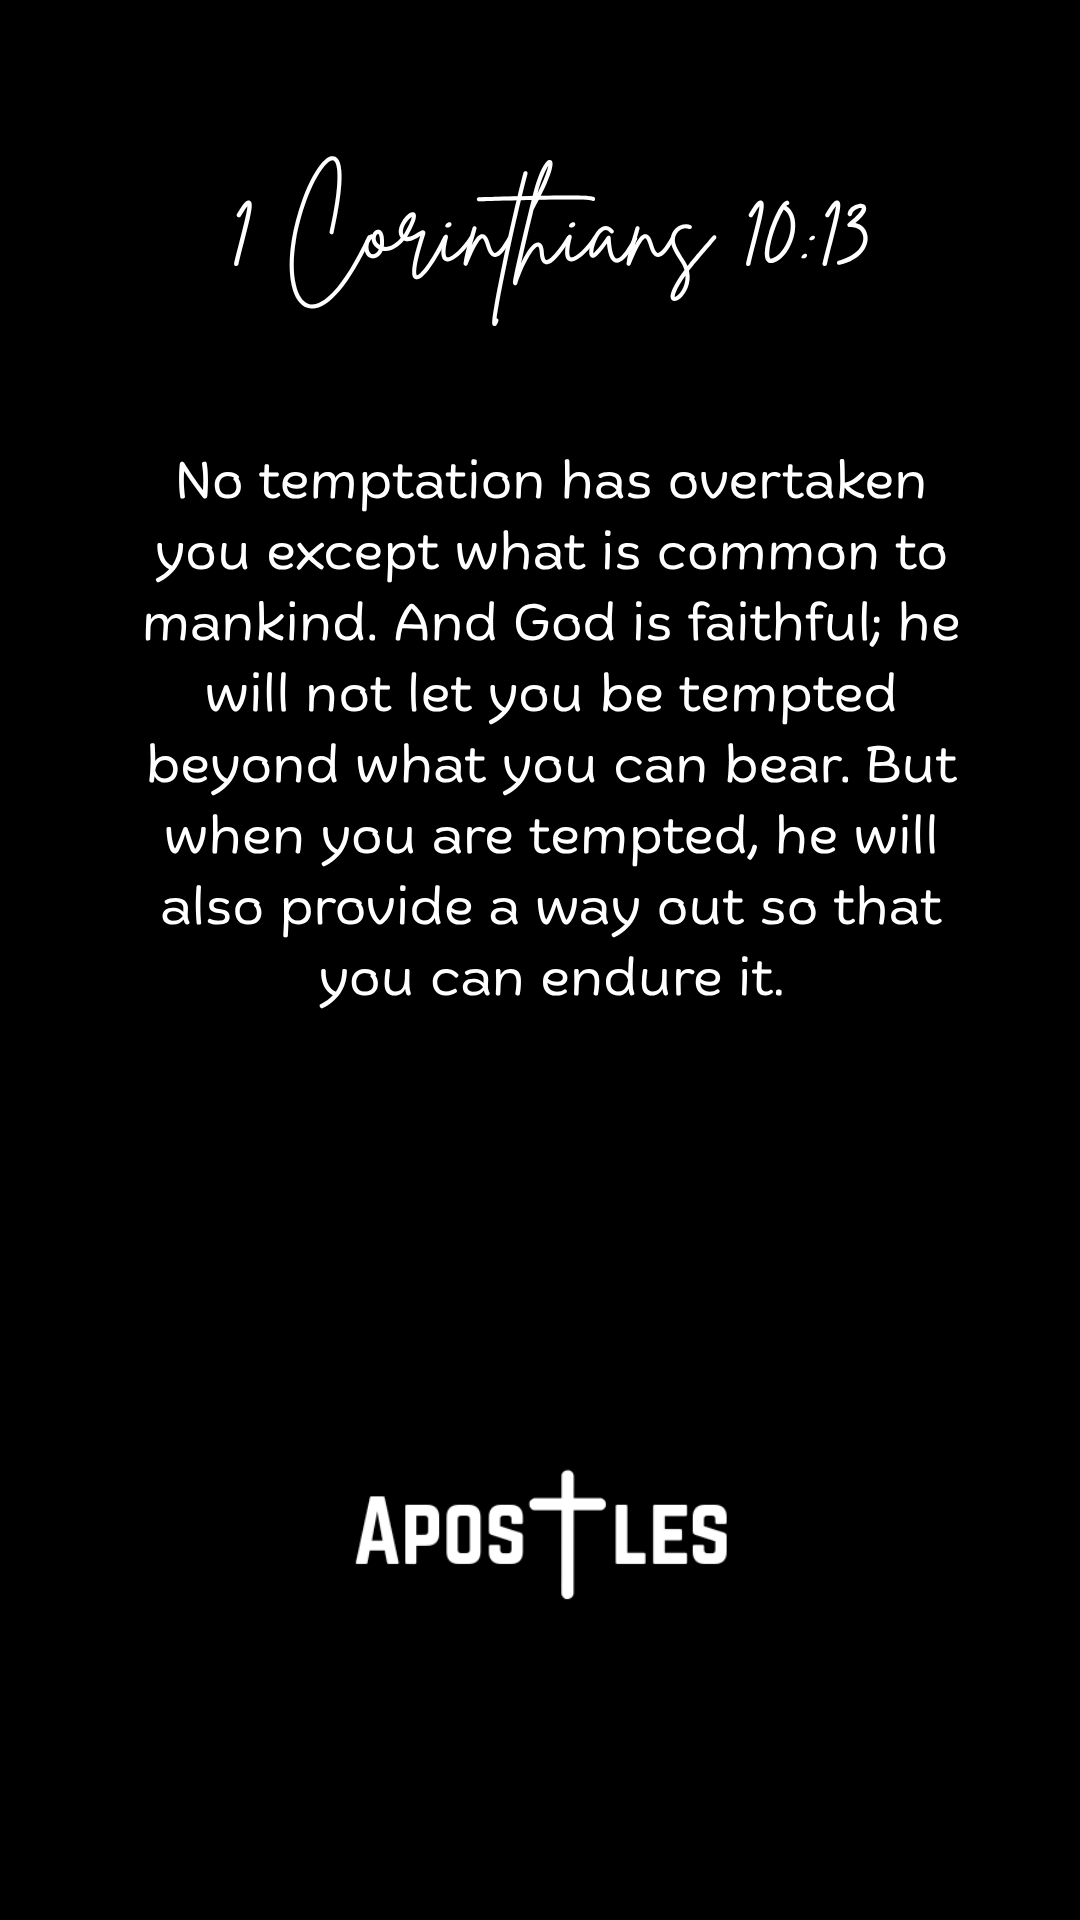 1 Corinthians 10:13
No temptation has overtaken
you except what is common to
mankind. And God is faithful; he
will not let you be tempted
beyond what you can bear. But
when you are tempted, he will
also provide a way out so that
you can endure it.
APOSTLES